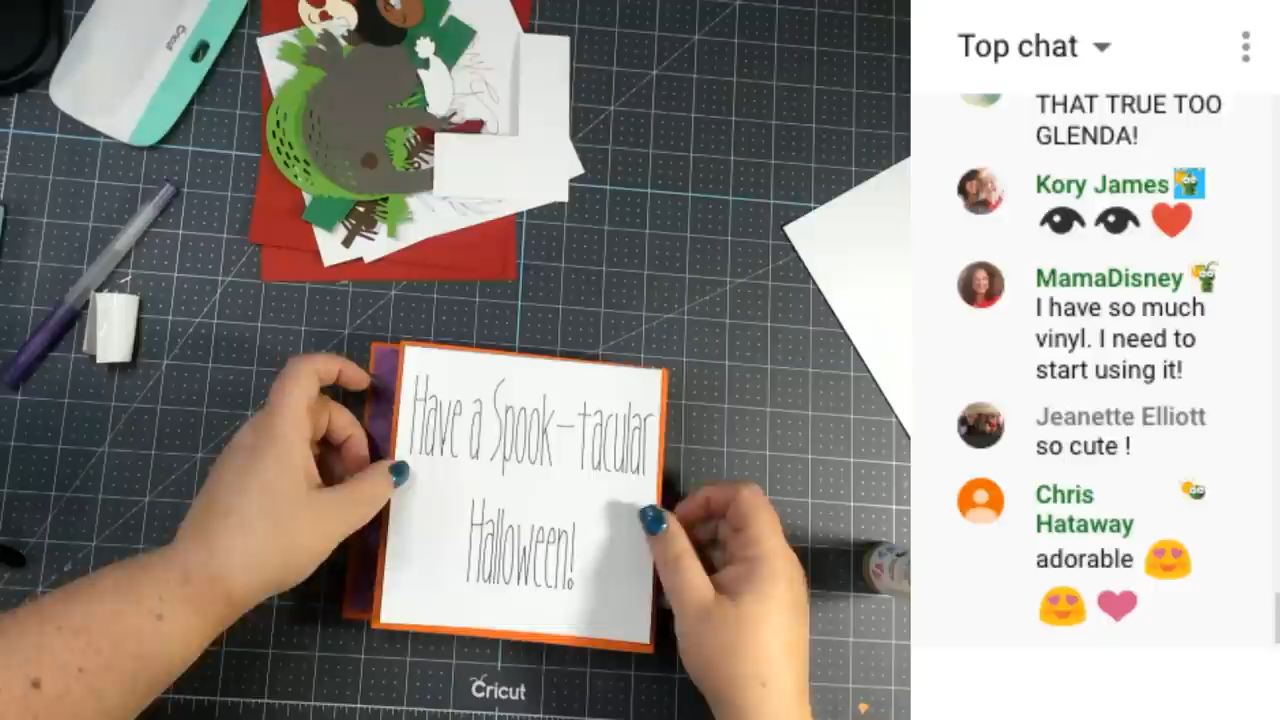 Cricut
Have a Spook-tacular
Halloween!
Cricut
Top chat
THAT TRUE TOO
GLENDA!
Kory James
MamaDisney
I have so much
vinyl. I need to
start using it!
Jeanette Elliott
so cute !
Chris
Hataway
adorable